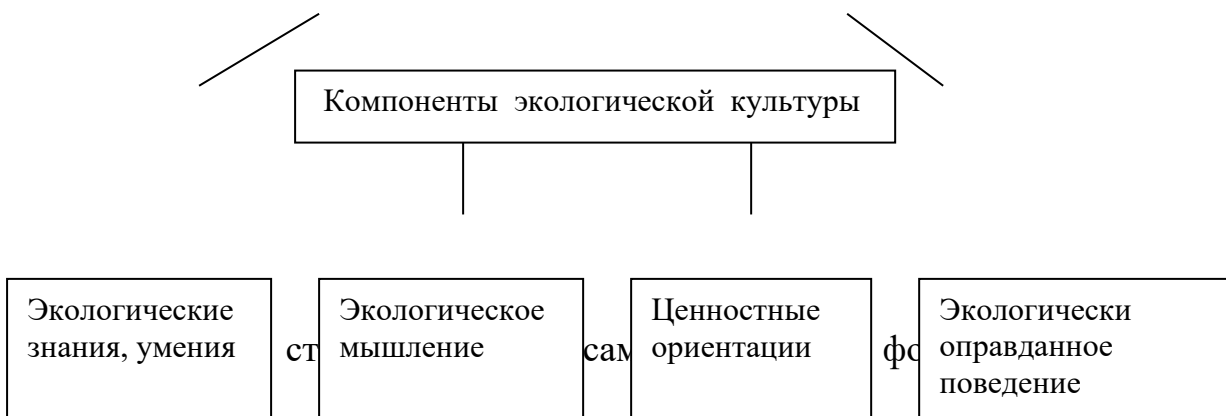 Компоненты экологической культуры
Экологические
знания, умения
Экологическое
мышление
Ценностные
ориентации
Экологически
оправданное
поведение